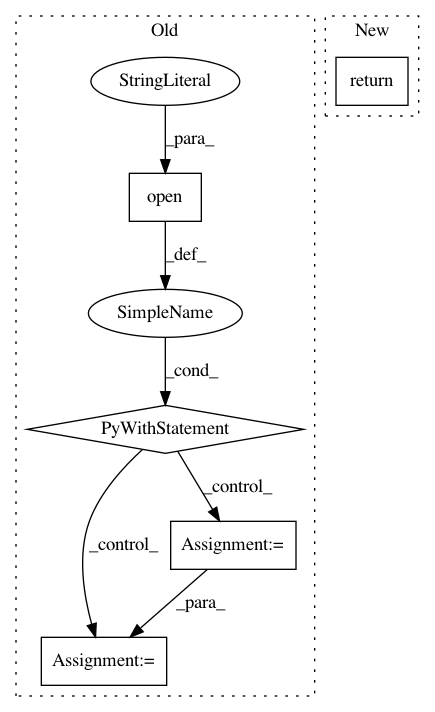 Old
New
StringLiteral
return
_para_
open
_def_
SimpleName
_cond_
PyWithStatement
_control_
_control_
Assignment:=
_para_
Assignment:=